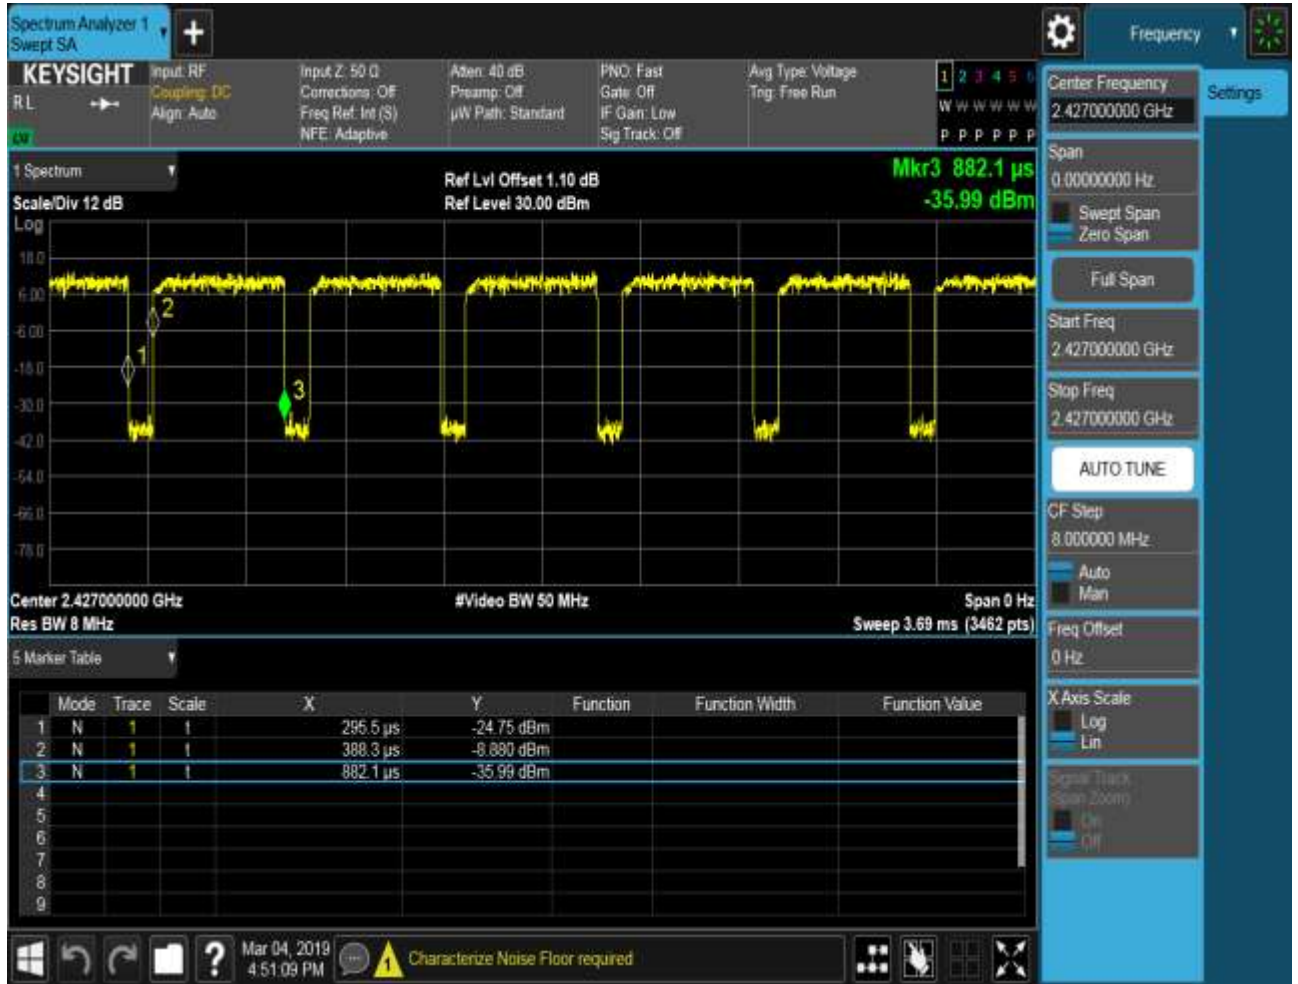 Spectrum Analyzer 1
Swept SA
+
Frequency
KEYSIGHT
RL
Input: RF
Coupling: DC
Align: Auto
Input Z: 50 Ω
Corrections: Off
Freq Ref: Int (S)
NFE: Adaptive
Atten: 40 dB
Preamp: Off
µW Path: Standard
PNO: Fast
Gate: Off
IF Gain: Low
Sig Track: Off
Avg Type: Voltage
Trig: Free Run
1 2 3 4 5 6
W W W W W W
P P P P P P
1 Spectrum
Scale/Div 12 dB
Ref Lvl Offset 1.10 dB
Ref Level 30.00 dBm
Mkr3 882.1 µs
-35.99 dBm
Log
18.0
6.00
-6.00
-18.0
-30.0
-42.0
-54.0
-66.0
-78.0
1
2
3
Center 2.427000000 GHz
#Video BW 50 MHz
Span 0 Hz
Res BW 8 MHz
Sweep 3.69 ms (3462 pts)
5 Marker Table
Mode Trace Scale X Y Function Function Width Function Value
1 N 1 t 295.5 µs -24.75 dBm
2 N 1 t 388.3 µs -8.880 dBm
3 N 1 t 882.1 µs -35.99 dBm
4
5
6
7
8
9
?
Mar 04, 2019
4:51:09 PM
1
Characterize Noise Floor required
Center Frequency
2.427000000 GHz
Settings
Span
0.00000000 Hz
Swept Span
Zero Span
Full Span
Start Freq
2.427000000 GHz
Stop Freq
2.427000000 GHz
AUTO TUNE
CF Step
8.000000 MHz
Auto
Man
Freq Offset
0 Hz
X Axis Scale
Log
Lin
Signal Track
(Span Zoom)
On
Off